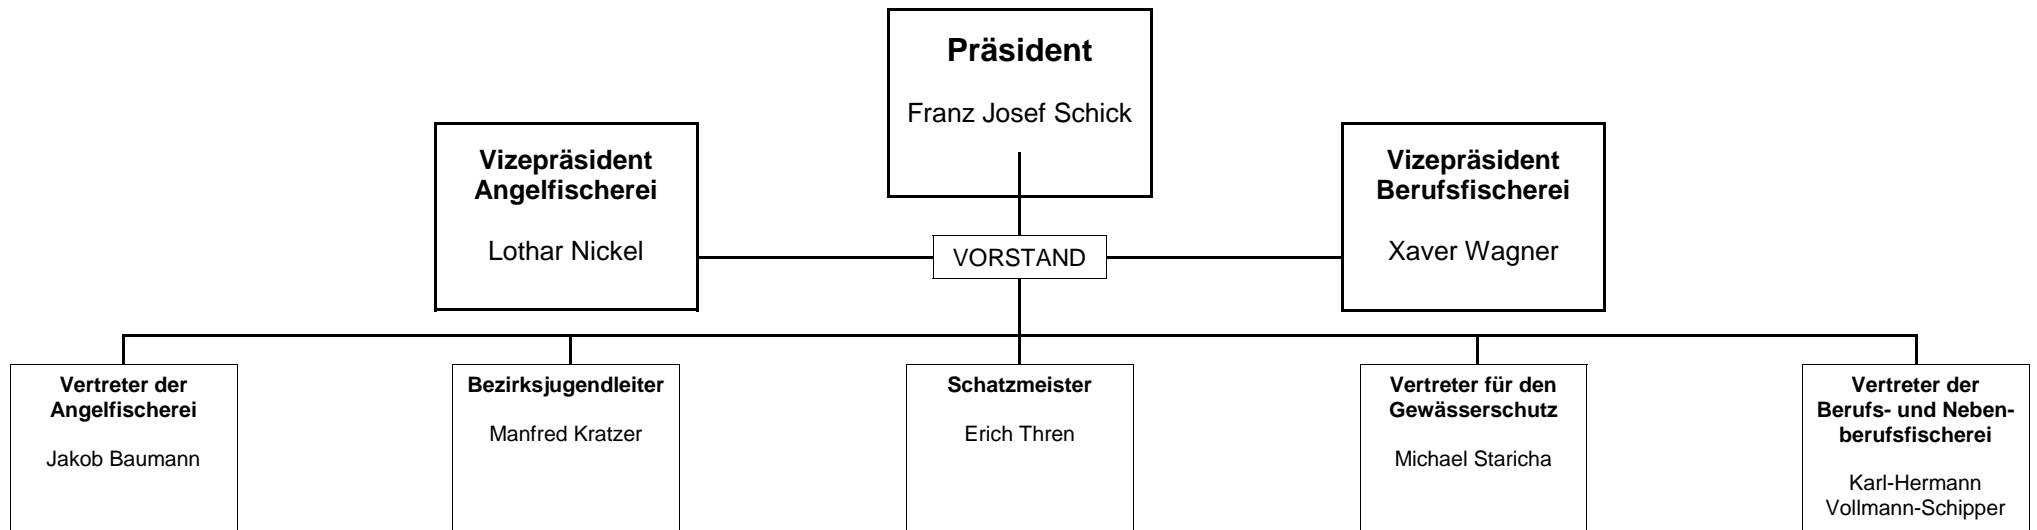 Präsident
Franz Josef Schick
Vizepräsident
Angelfischerei
Lothar Nickel
Vizepräsident
Berufsfischerei
Xaver Wagner
VORSTAND
Vertreter der
Angelfischerei
Jakob Baumann
Bezirksjugendleiter
Manfred Kratzer
Schatzmeister
Erich Thren
Vertreter für den
Gewässerschutz
Michael Staricha
Vertreter der
Berufs- und Neben-
berufsfischerei
Karl-Hermann
Vollmann-Schipper